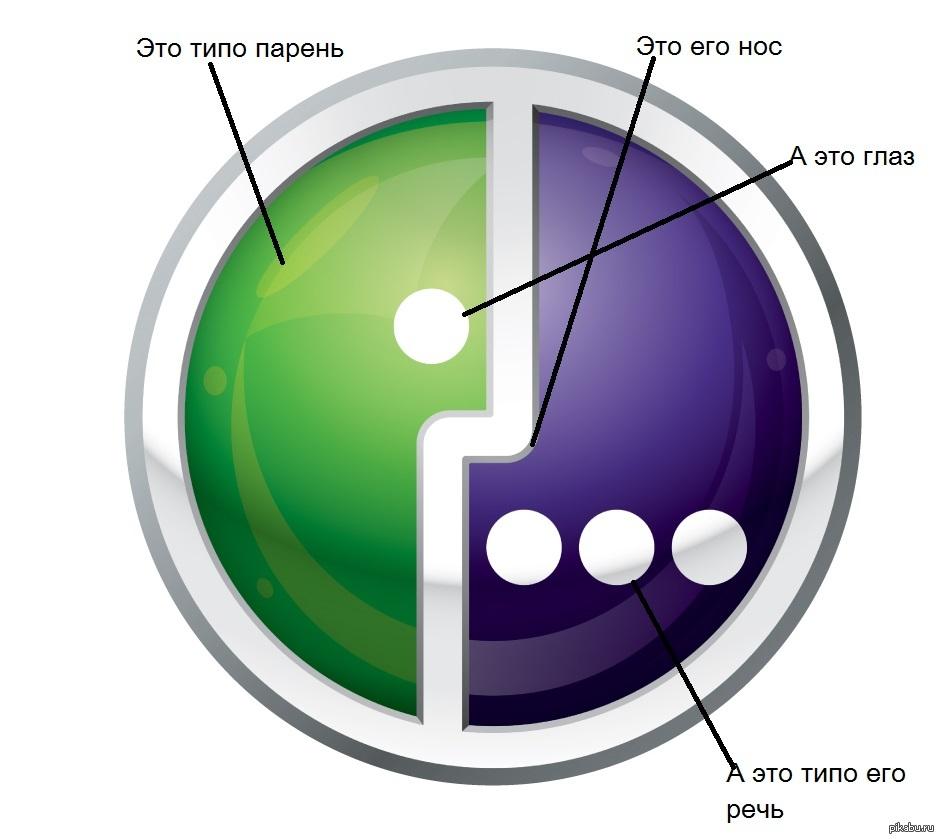 Это типо парень
Это его нос
А это глаз
А это типо его
речь
pikabu.ru